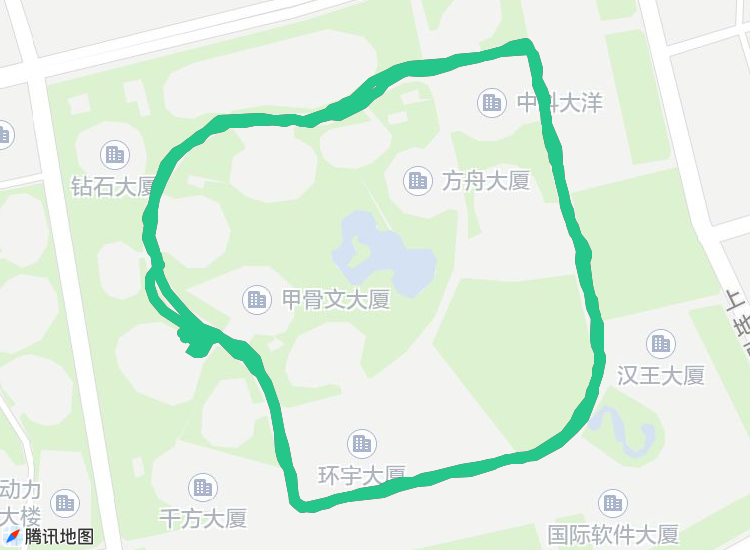 中科大洋
方舟大厦
钻石大厦
甲骨文大厦
上地
汉王大厦
环宇大厦
动力
大楼
千方大厦
国际软件大厦
腾讯地图